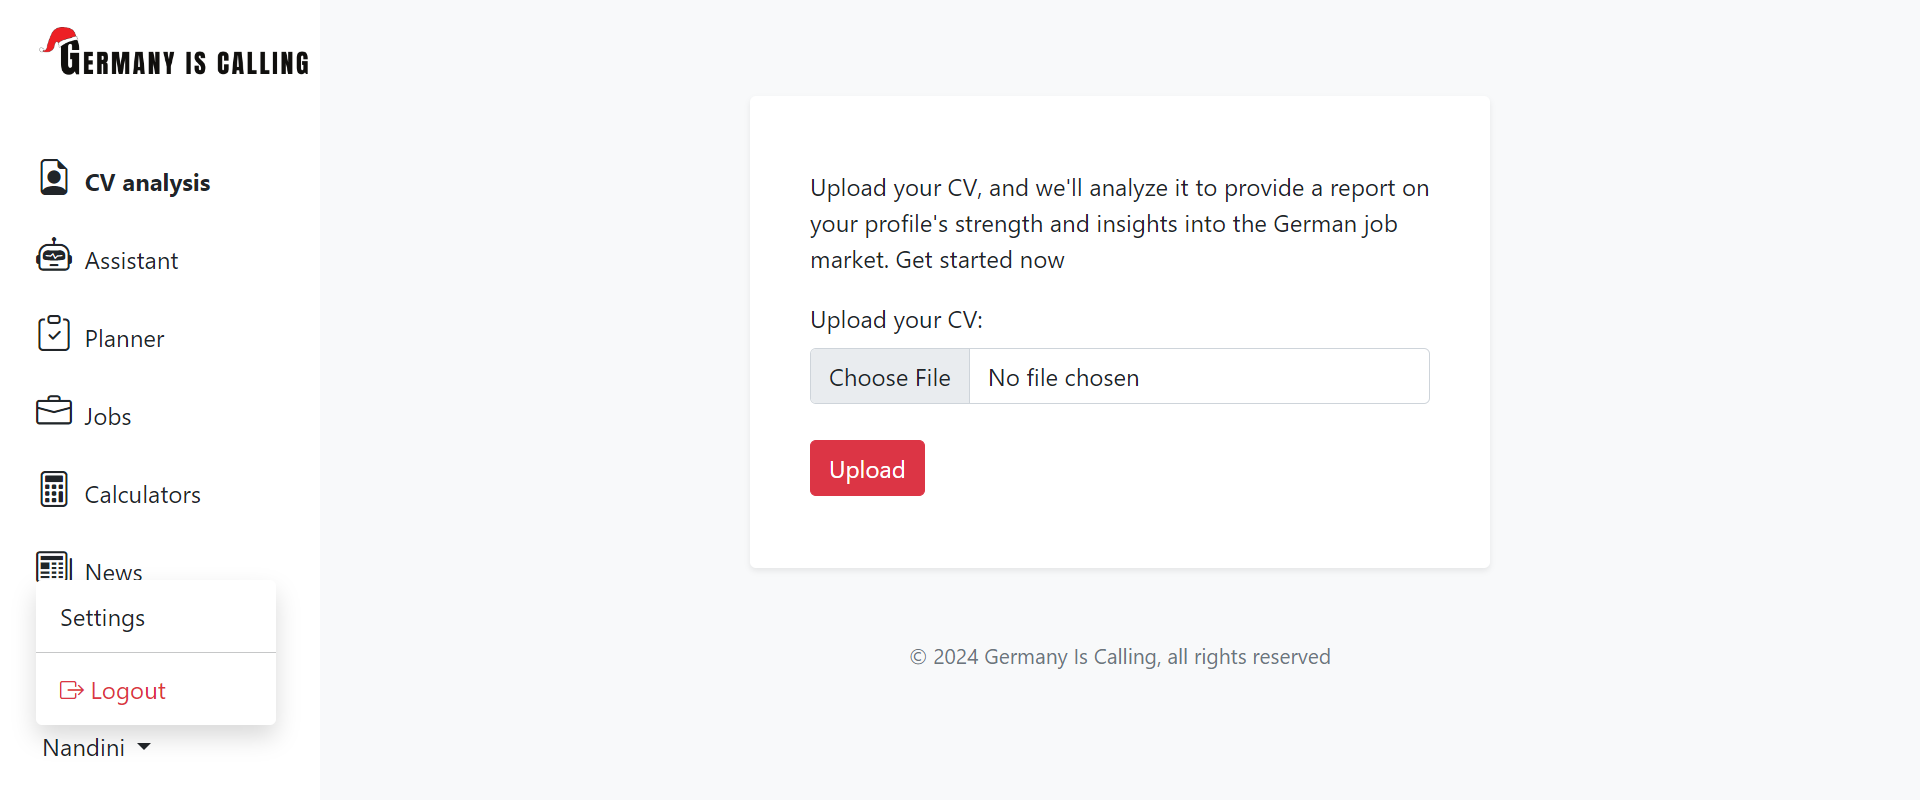 GERMANY IS CALLING
CV analysis
Assistant
Planner
Jobs
Calculators
News
Settings
Logout
Nandini
Upload your CV, and we'll analyze it to provide a report on
your profile's strength and insights into the German job
market. Get started now
Upload your CV:
Choose File No file chosen
Upload
© 2024 Germany Is Calling, all rights reserved